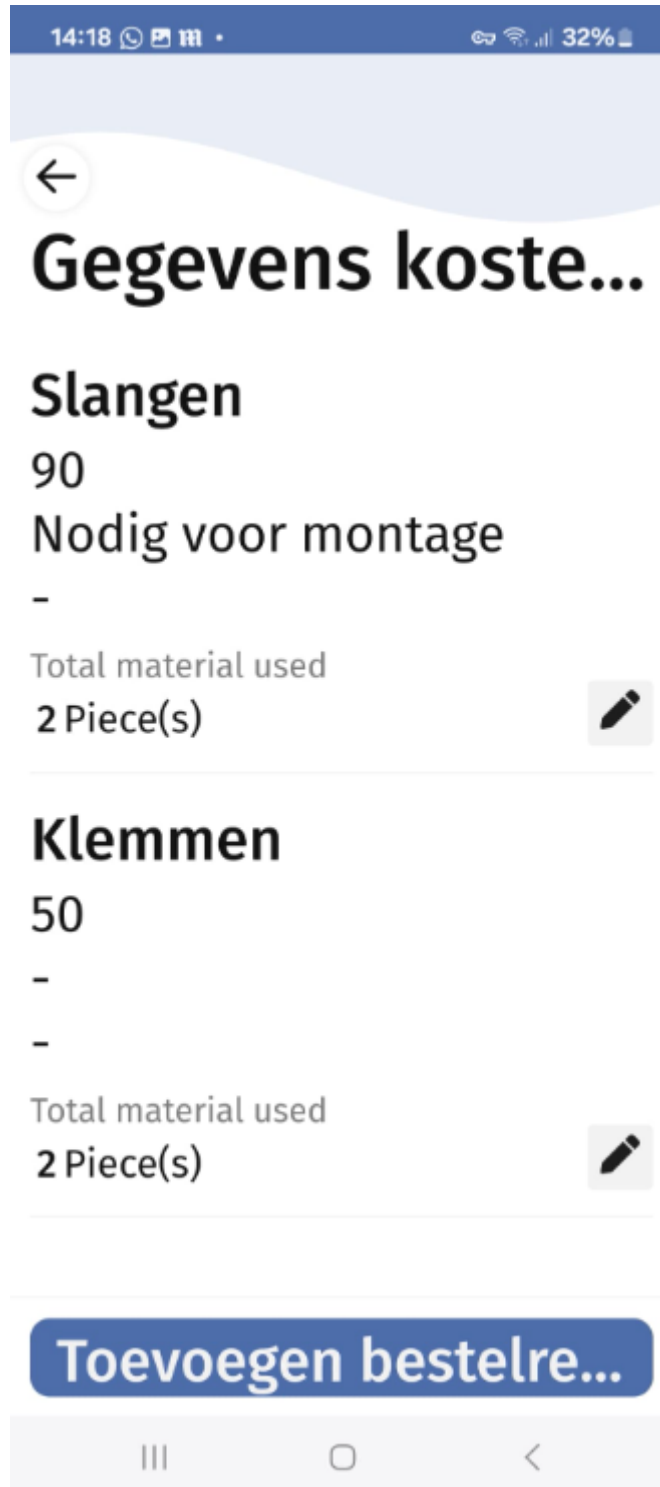 14:18
32%
Gegevens koste...
Slangen
90
Nodig voor montage
-
Total material used
2 Piece(s)
Klemmen
50
-
-
Total material used
2 Piece(s)
Toevoegen bestelre...